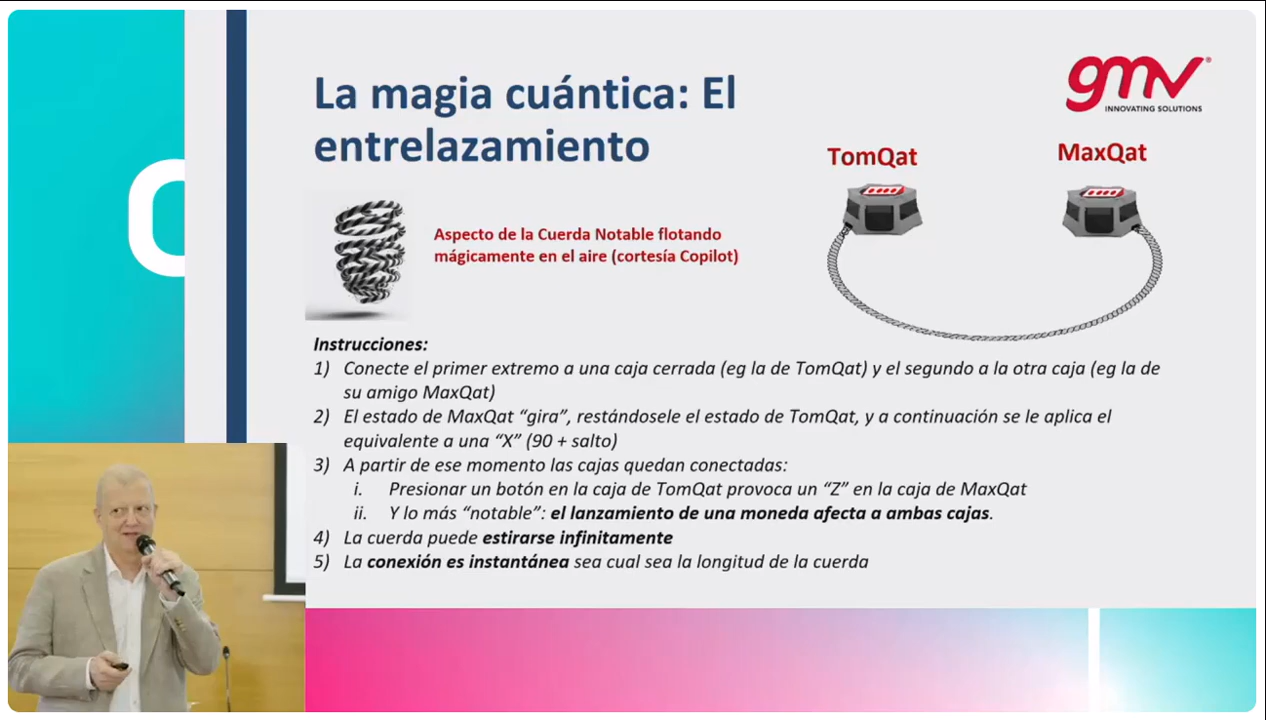 La magia cuántica: El
entrelazamiento
gmv®
INNOVATING SOLUTIONS
TomQat
MaxQat
Aspecto de la Cuerda Notable flotando
mágicamente en el aire (cortesía Copilot)
Instrucciones:
1) Conecte el primer extremo a una caja cerrada (eg la de TomQat) y el segundo a la otra caja (eg la de
su amigo MaxQat)
2) El estado de MaxQat “gira”, restándosele el estado de TomQat, y a continuación se le aplica el
equivalente a una “X” (90 + salto)
3) A partir de ese momento las cajas quedan conectadas:
i. Presionar un botón en la caja de TomQat provoca un “Z” en la caja de MaxQat
ii. Y lo más “notable”: el lanzamiento de una moneda afecta a ambas cajas.
4) La cuerda puede estirarse infinitamente
5) La conexión es instantánea sea cual sea la longitud de la cuerda